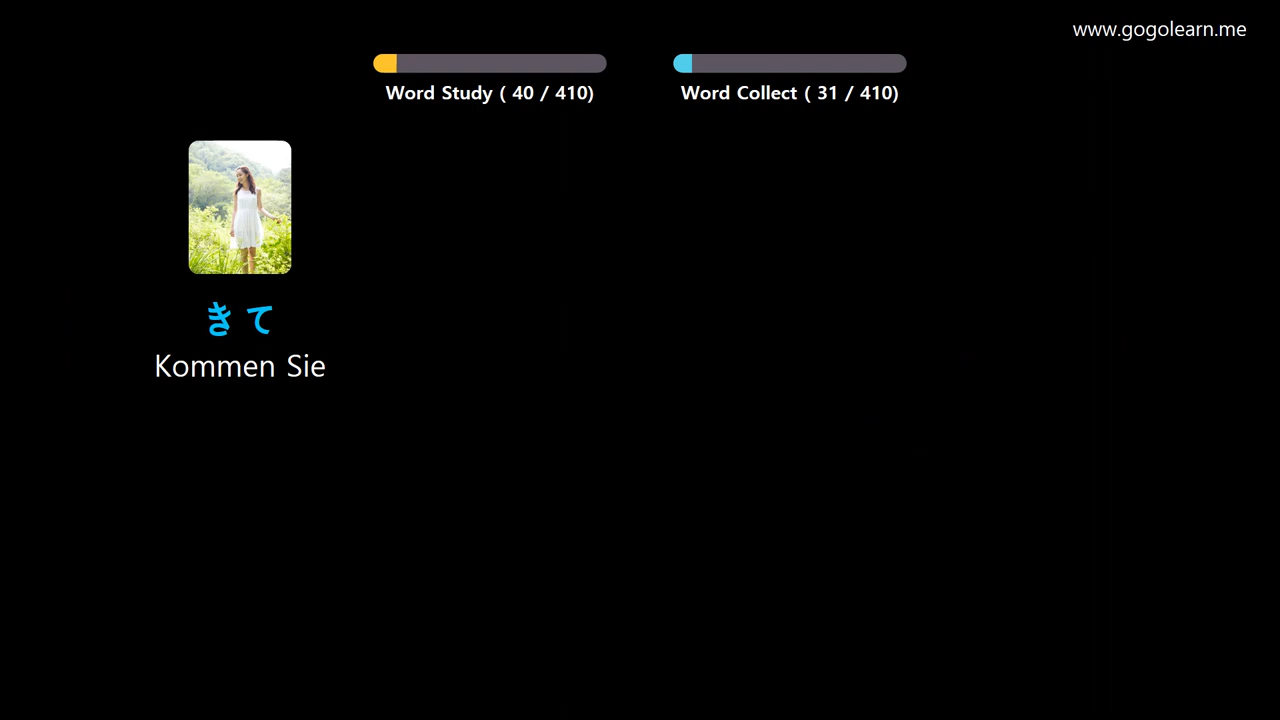 www.gogolearn.me
Word Study ( 40 / 410)
Word Collect ( 31 / 410)
きて
Kommen Sie